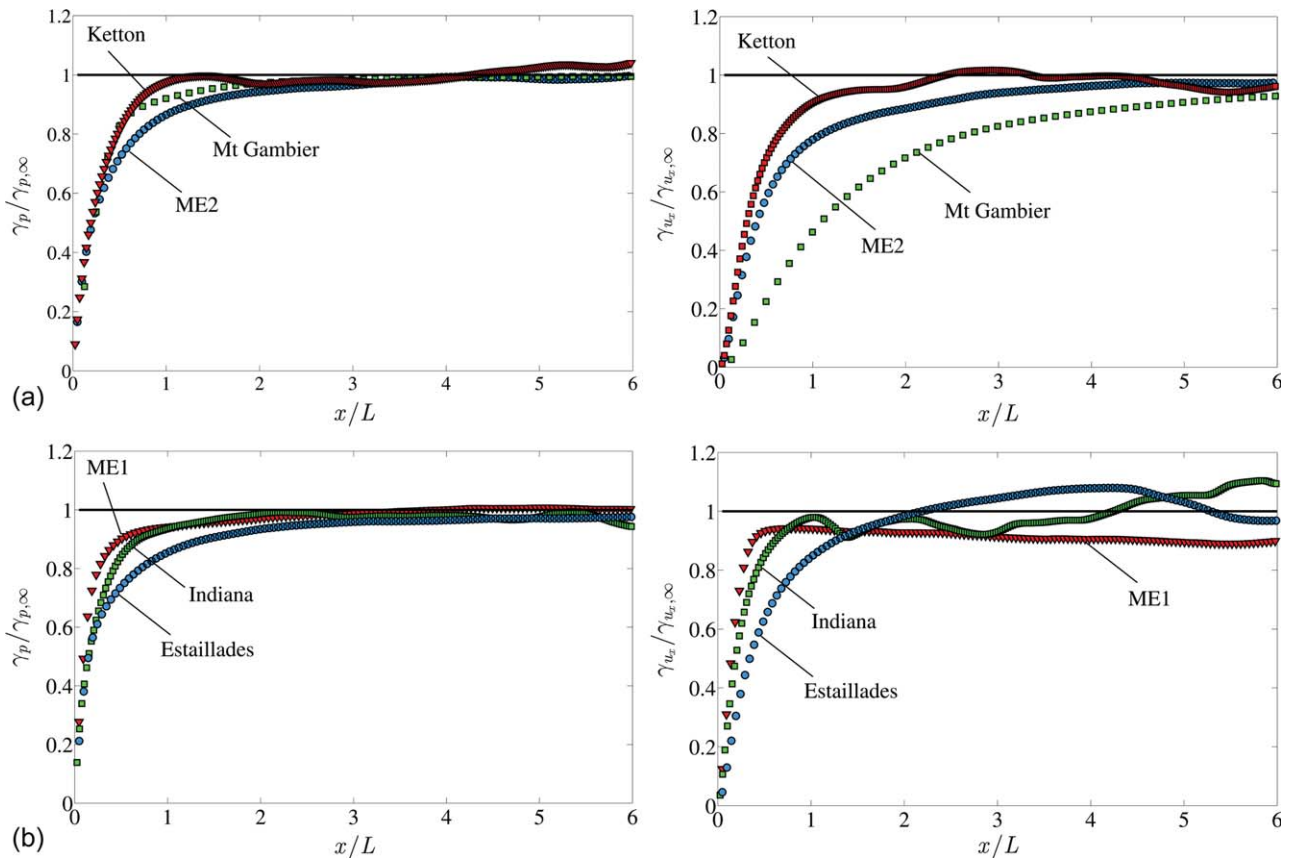 1.2
Ketton
1
0.8
Mt Gambier
0.6
ME2
0.4
0.2
0
0 1 2 3 4 5 6
γp/γp,∞
x/L
(a)
1.2
Ketton
1
0.8
0.6
Mt Gambier
ME2
0.4
0.2
0
0 1 2 3 4 5 6
γux/γux,∞
x/L
1.2
ME1
1
0.8
Indiana
0.6
Estaillades
0.4
0.2
0
0 1 2 3 4 5 6
γp/γp,∞
x/L
(b)
1.2
1
0.8
ME1
Indiana
0.6
0.4
Estaillades
0.2
0
0 1 2 3 4 5 6
γux/γux,∞
x/L